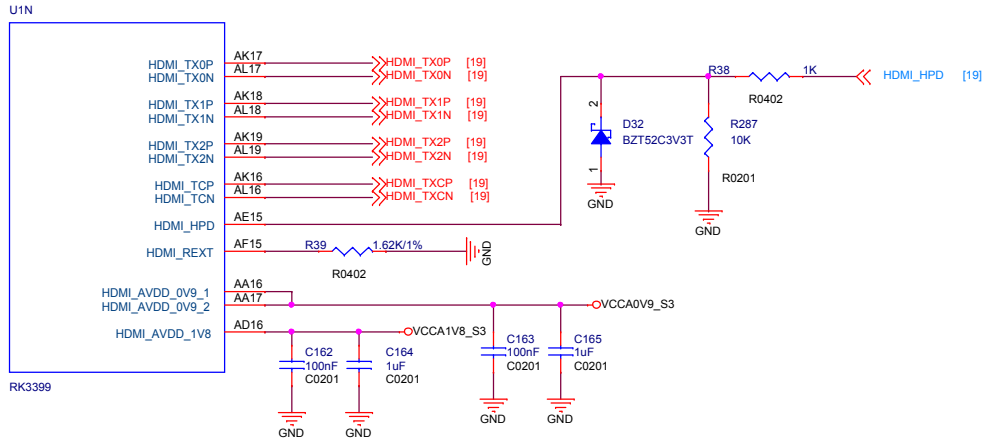 U1N
HDMI_TX0P AK17 HDMI_TX0P [19]
HDMI_TX0N AL17 HDMI_TX0N [19]
HDMI_TX1P AK18 HDMI_TX1P [19]
HDMI_TX1N AL18 HDMI_TX1N [19]
HDMI_TX2P AK19 HDMI_TX2P [19]
HDMI_TX2N AL19 HDMI_TX2N [19]
HDMI_TCP AK16 HDMI_TXCP [19]
HDMI_TCN AL16 HDMI_TXCN [19]
HDMI_HPD AE15
HDMI_REXT AF15 R39 1.62K/1% GND
R0402
R38 1K HDMI_HPD [19]
R0402
2
D32
BZT52C3V3T
1
GND
R287
10K
R0201
GND
HDMI_AVDD_0V9_1 AA16
HDMI_AVDD_0V9_2 AA17 VCCA0V9_S3
HDMI_AVDD_1V8 AD16 VCCA1V8_S3
C162
100nF
C0201
GND
C164
1uF
C0201
GND
C163
100nF
C0201
GND
C165
1uF
C0201
GND
RK3399